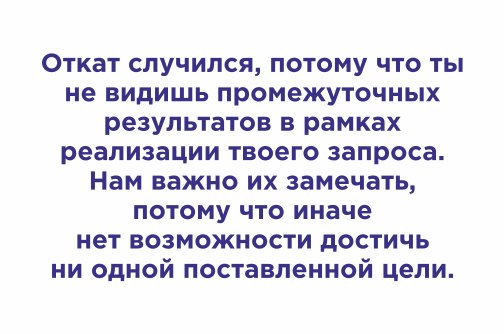 Откат случился, потому что ты
не видишь промежуточных
результатов в рамках
реализации твоего запроса.
Нам важно их замечать,
потому что иначе
нет возможности достичь
ни одной поставленной цели.